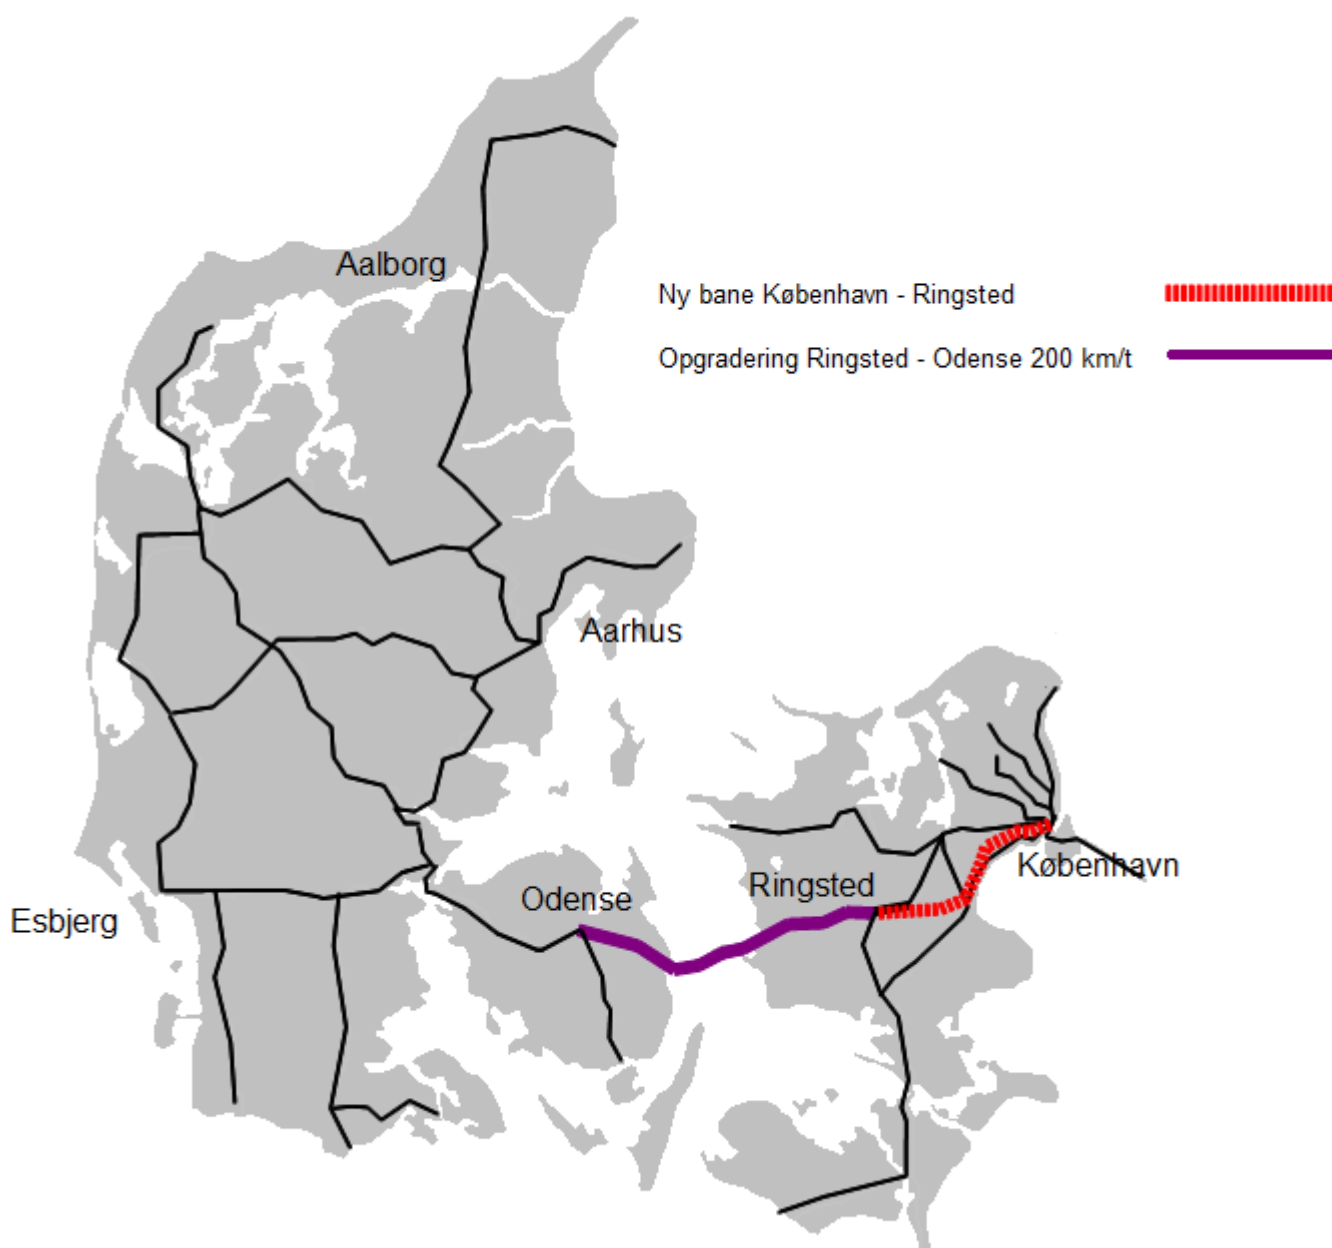 Aalborg
Ny bane København - Ringsted
Opgradering Ringsted - Odense 200 km/t
Aarhus
København
Ringsted
Odense
Esbjerg